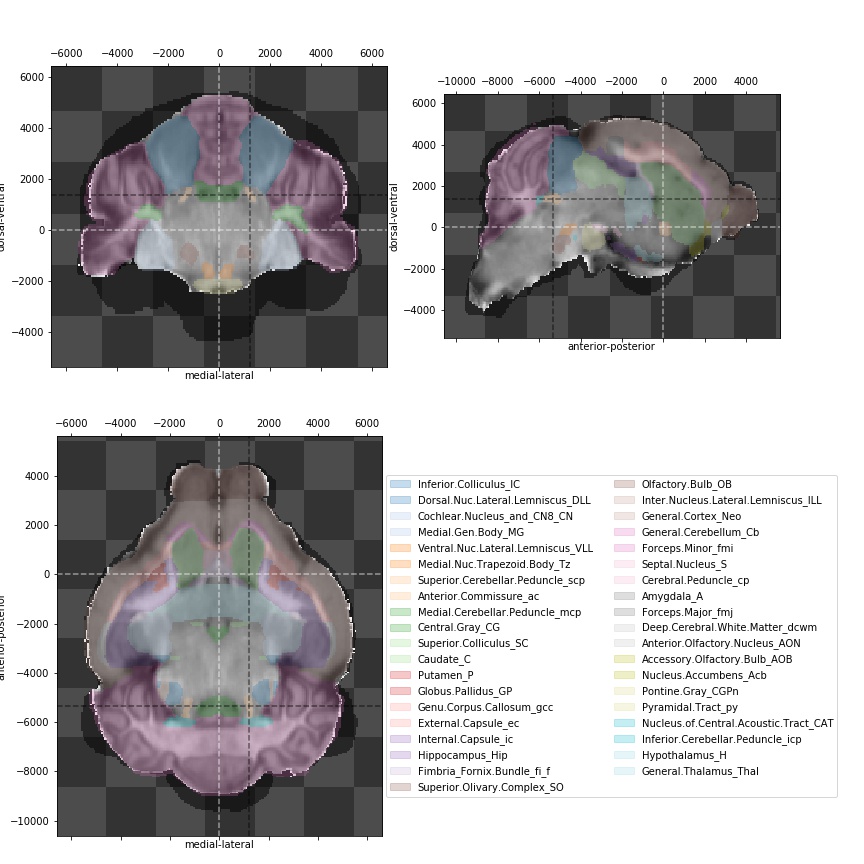 −6000 −4000 −2000 0 2000 4000 6000
6000
4000
2000
0
−2000
−4000
dorsal-ventral
medial-lateral
−10000 −8000 −6000 −4000 −2000 0 2000 4000
6000
4000
2000
0
−2000
−4000
dorsal-ventral
anterior-posterior
−6000 −4000 −2000 0 2000 4000 6000
4000
2000
0
−2000
−4000
−6000
−8000
−10000
anterior-posterior
medial-lateral
Inferior.Colliculus_IC
Dorsal.Nuc.Lateral.Lemniscus_DLL
Cochlear.Nucleus_and_CN8_CN
Medial.Gen.Body_MG
Ventral.Nuc.Lateral.Lemniscus_VLL
Medial.Nuc.Trapezoid.Body_Tz
Superior.Cerebellar.Peduncle_scp
Anterior.Commissure_ac
Medial.Cerebellar.Peduncle_mcp
Central.Gray_CG
Superior.Colliculus_SC
Caudate_C
Putamen_P
Globus.Pallidus_GP
Genu.Corpus.Callosum_gcc
External.Capsule_ec
Internal.Capsule_ic
Hippocampus_Hip
Fimbria_Fornix.Bundle_fi_f
Superior.Olivary.Complex_SO
Olfactory.Bulb_OB
Inter.Nucleus.Lateral.Lemniscus_ILL
General.Cortex_Neo
General.Cerebellum_Cb
Forceps.Minor_fmi
Septal.Nucleus_S
Cerebral.Peduncle_cp
Amygdala_A
Forceps.Major_fmj
Deep.Cerebral.White.Matter_dcwm
Anterior.Olfactory.Nucleus_AON
Accessory.Olfactory.Bulb_AOB
Nucleus.Accumbens_Acb
Pontine.Gray_CGPn
Pyramidal.Tract_py
Nucleus.of.Central.Acoustic.Tract_CAT
Inferior.Cerebellar.Peduncle_icp
Hypothalamus_H
General.Thalamus_Thal